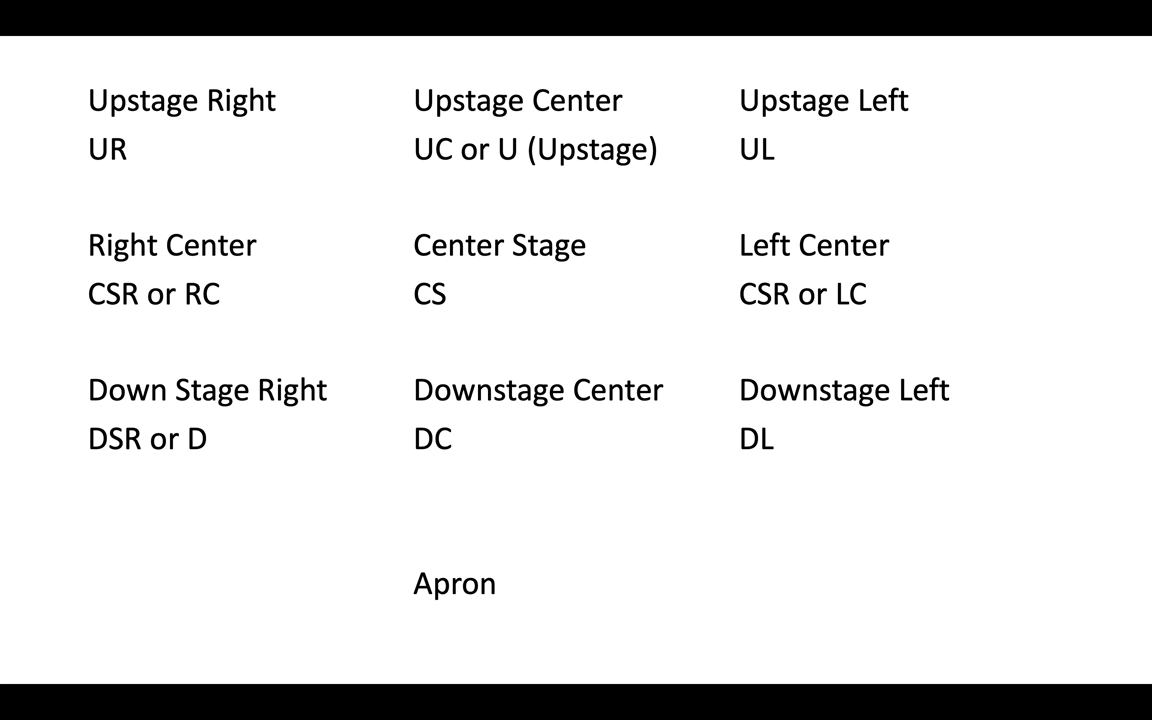 Upstage Right Upstage Center Upstage Left
UR UC or U (Upstage) UL
Right Center Center Stage Left Center
CSR or RC CS CSR or LC
Down Stage Right Downstage Center Downstage Left
DSR or D DC DL
Apron